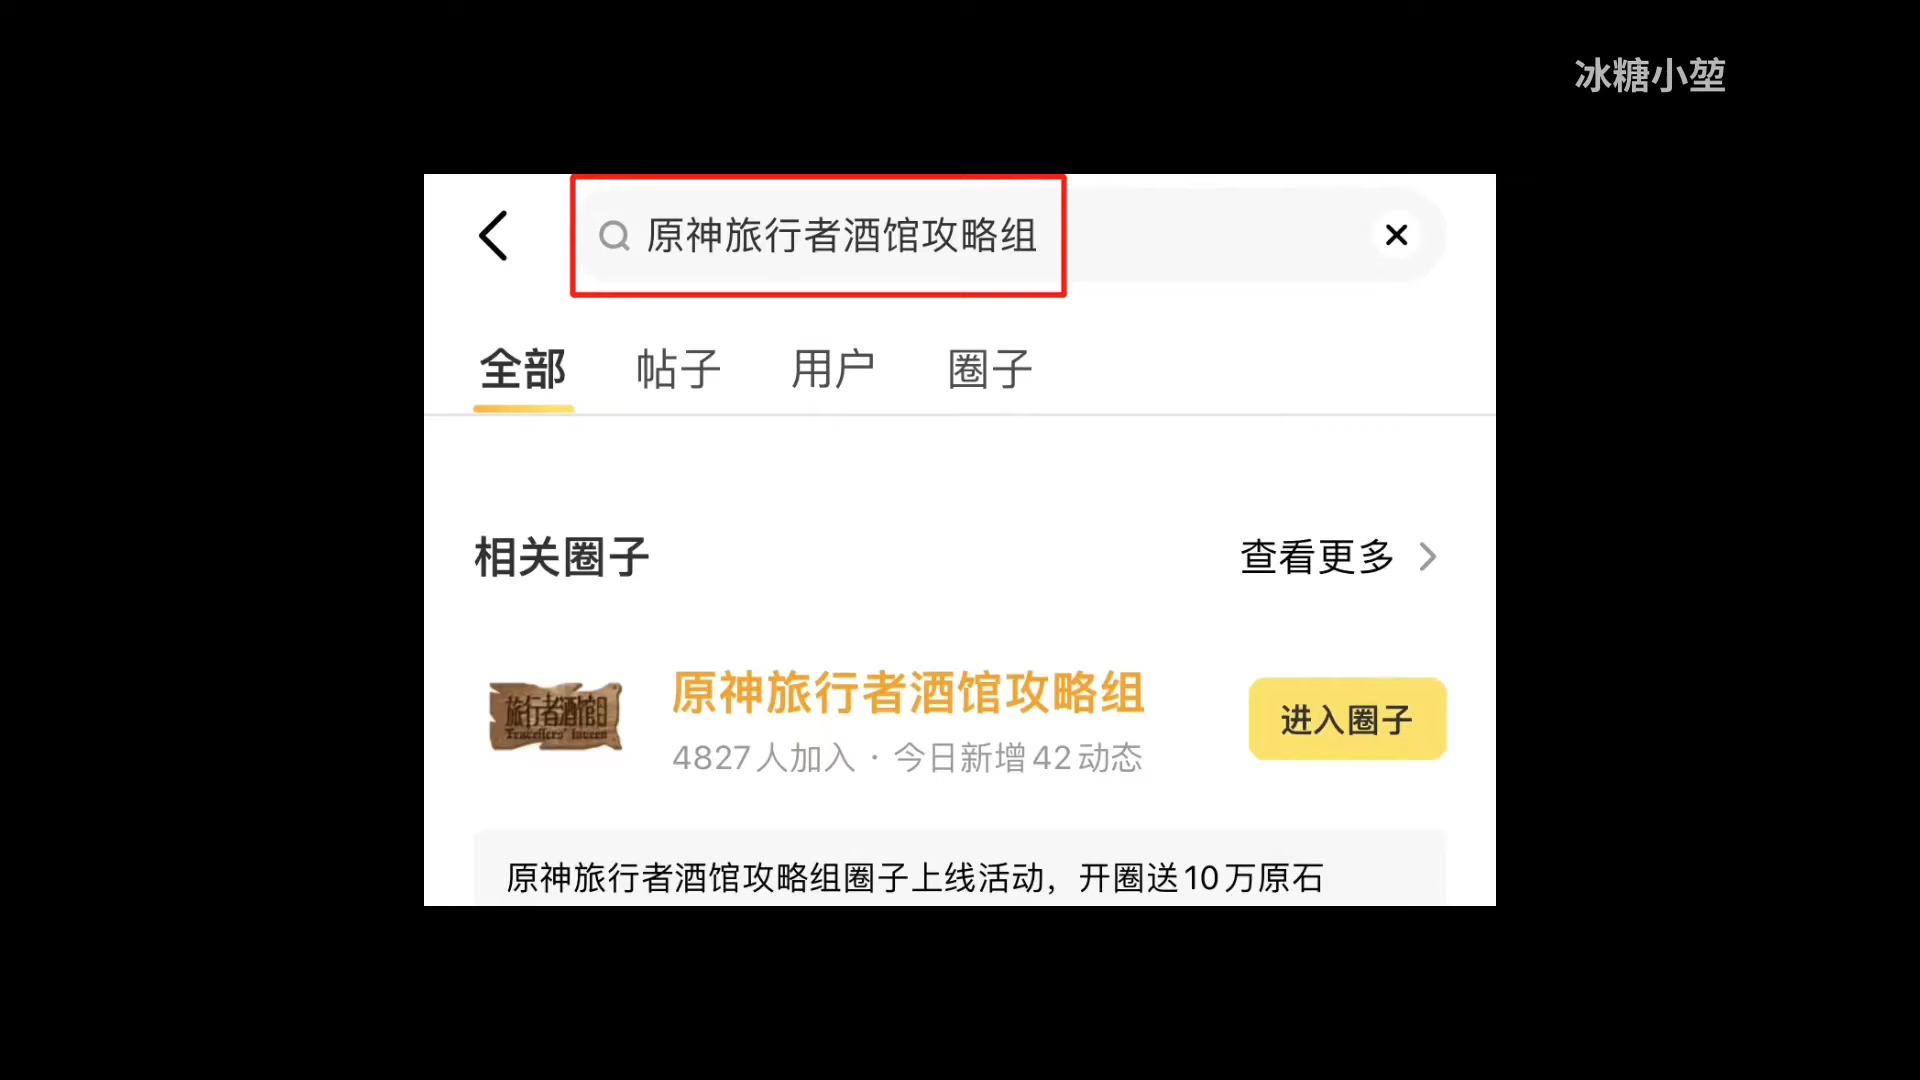 冰糖小堃
原神旅行者酒馆攻略组
全部 帖子 用户 圈子
相关圈子 查看更多
旅行者酒馆
Travellers' tavern
原神旅行者酒馆攻略组
4827人加入·今日新增42动态
进入圈子
原神旅行者酒馆攻略组圈子上线活动，开圈送10万原石